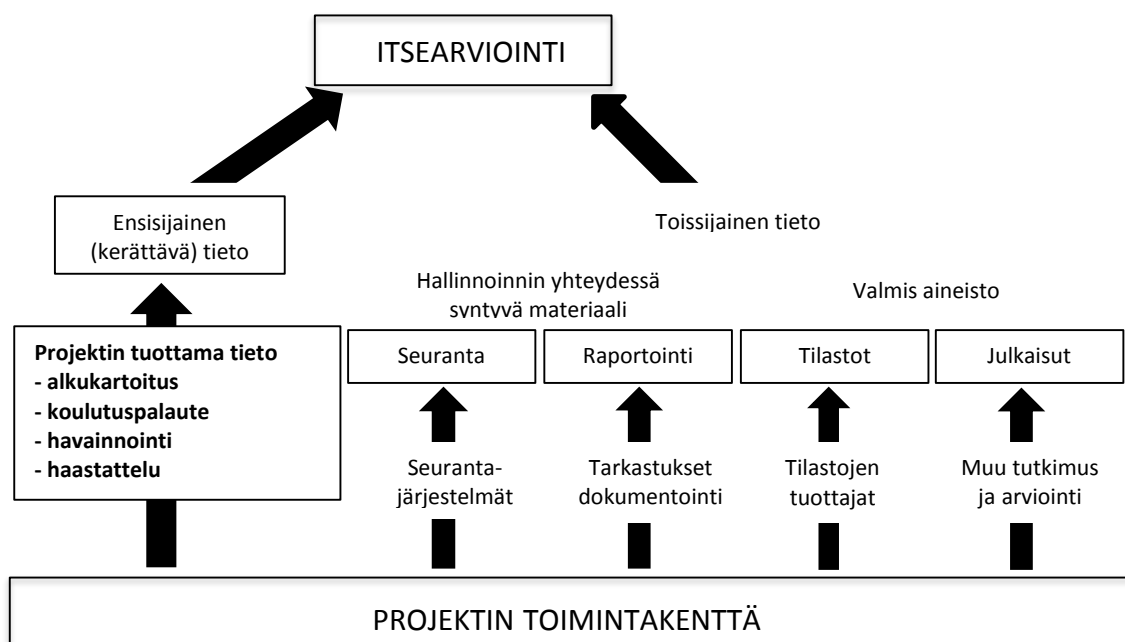 ITSEARVIOINTI
Ensisijainen
(kerättävä) tieto
Toissijainen tieto
Hallinnoinnin yhteydessä
syntyvä materiaali
Valmis aineisto
Projektin tuottama tieto
- alkukartoitus
- koulutuspalaute
- havainnointi
- haastattelu
Seuranta
Raportointi
Tilastot
Julkaisut
Seuranta-
järjestelmät
Tarkastukset
dokumentointi
Tilastojen
tuottajat
Muu tutkimus
ja arviointi
PROJEKTIN TOIMINTAKENTTÄ